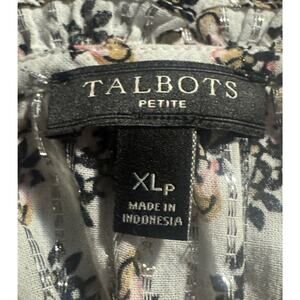 TALBOTS
PETITE
XLP
MADE IN
INDONESIA